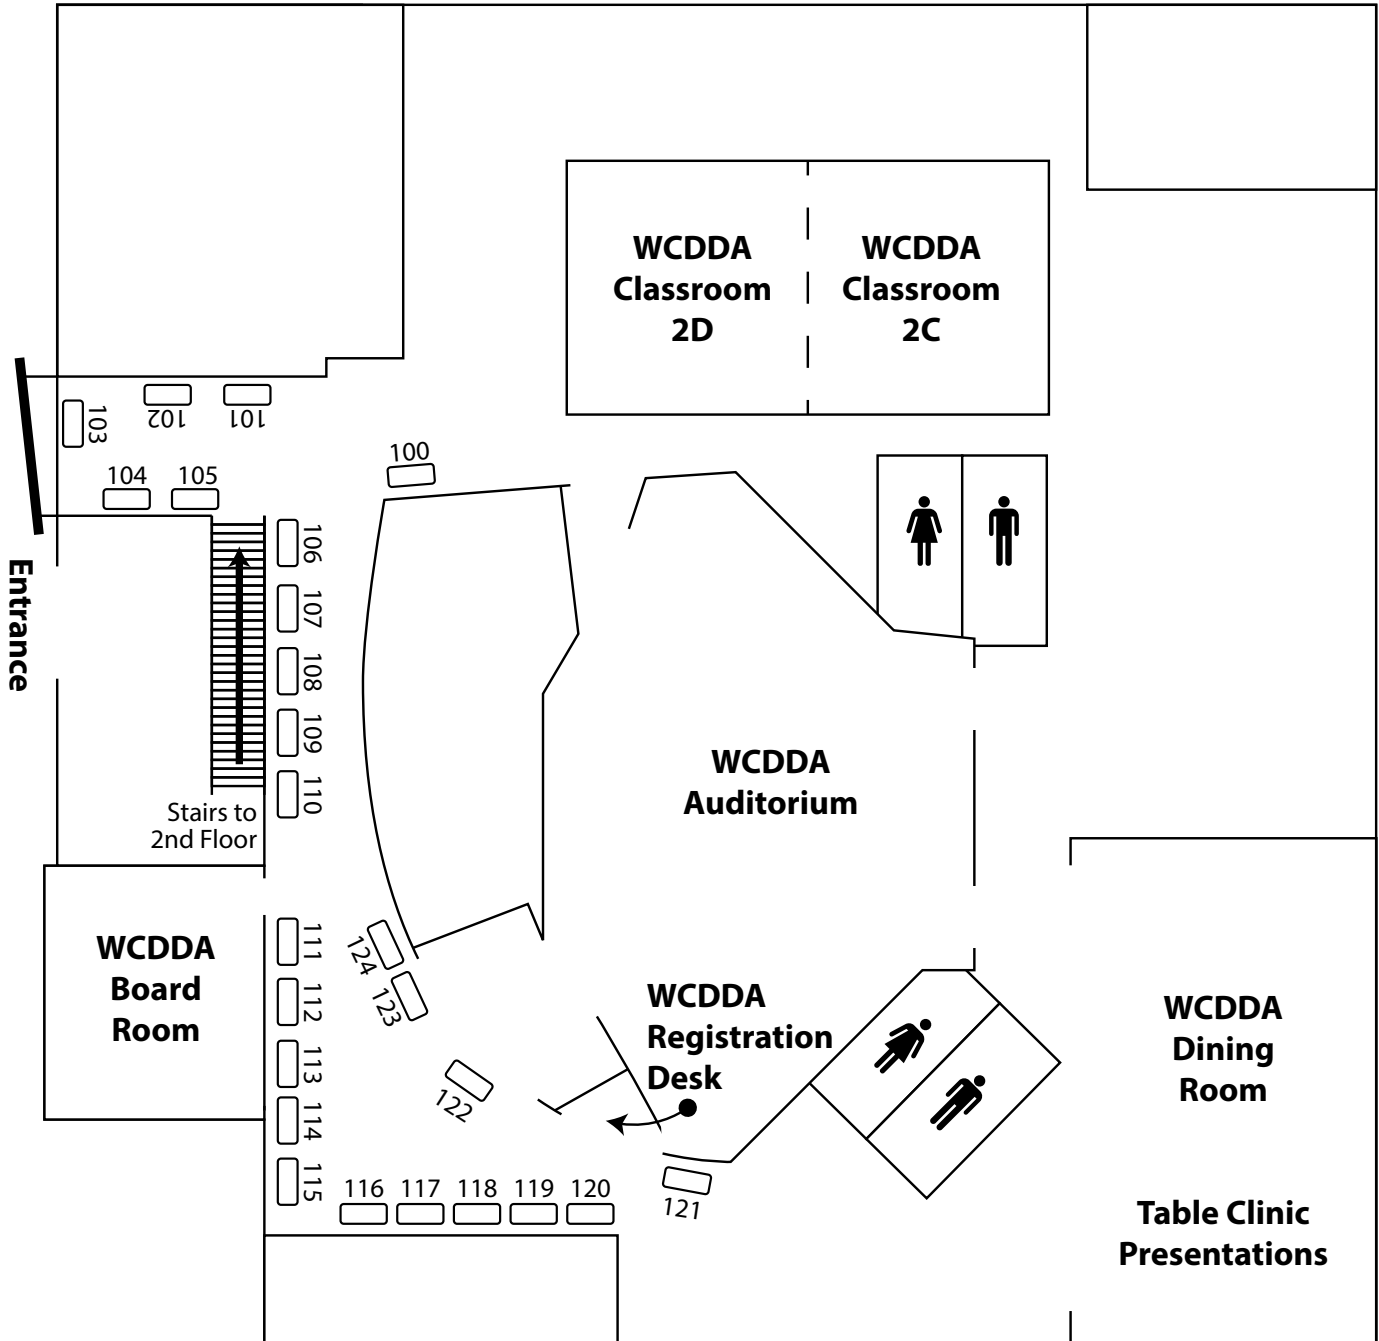 WCDDA
Classroom
2D
WCDDA
Classroom
2C
103
102
101
104
105
100
106
107
108
109
110
Entrance
Stairs to
2nd Floor
WCDDA
Auditorium
WCDDA
Board
Room
111
112
113
114
115
124
123
122
WCDDA
Registration
Desk
WCDDA
Dining
Room
116
117
118
119
120
121
Table Clinic
Presentations